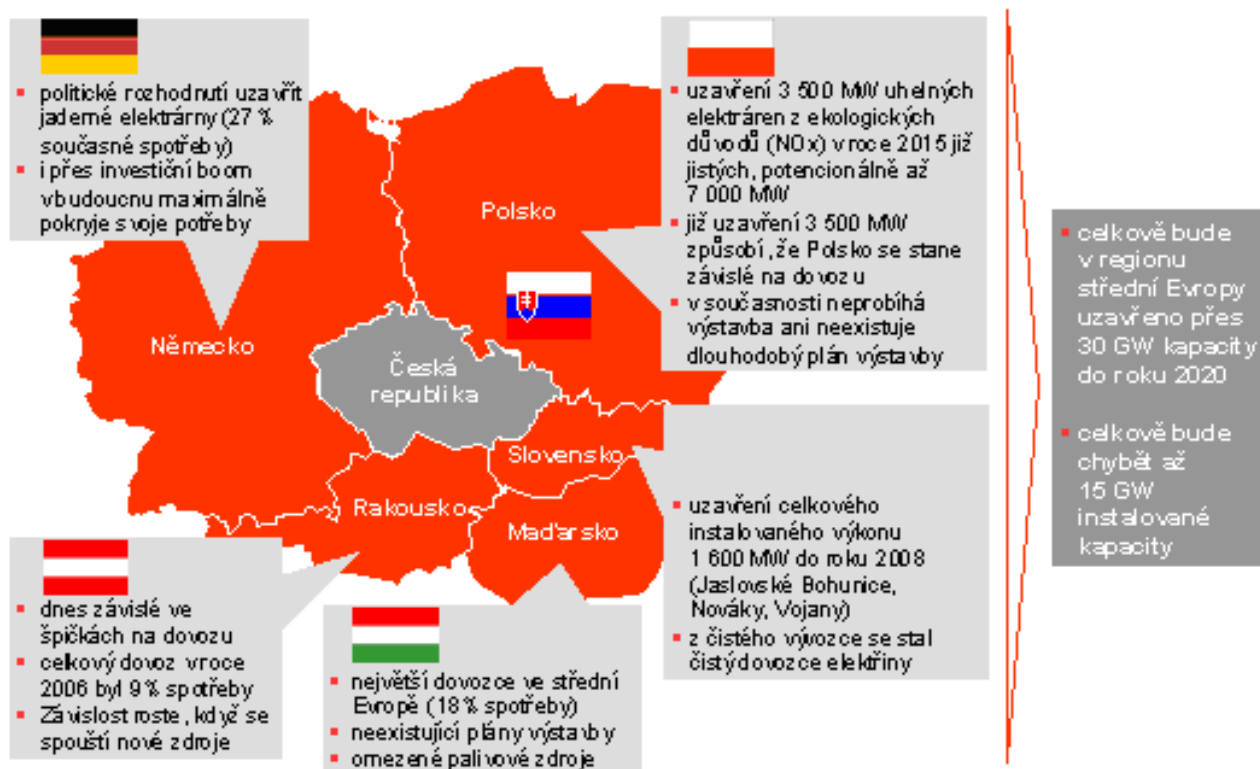 politické rozhodnutí uzavřít
jaderné elektrárny (27 %
současné spotřeby)
i přes investiční boom
v budoucnu maximálně
pokryje svoje potřeby
uzavření 3 500 MW uhelných
elektráren z ekologických
důvodů (NOx) v roce 2015 již
jistých, potencionálně až
7 000 MW
již uzavření 3 500 MW
způsobí, že Polsko se stane
závislé na dovozu
v současnosti neprobíhá
výstavba ani neexistuje
dlouhodobý plán výstavby
Polsko
Německo
Česká
republika
Slovensko
Rakousko
Maďarsko
uzavření celkového
instalovaného výkonu
1 600 MW do roku 2008
(Jaslovské Bohunice,
Nováky, Vojany)
z čistého vývozce se stal
čistý dovozce elektřiny
dnes závislé ve
špičkách na dovozu
celkový dovoz v roce
2006 byl 9% spotřeby
Závislost roste, když se
spouští nové zdroje
největší dovozce ve střední
Evropě (18% spotřeby)
neexistující plány výstavby
omezené palivové zdroje
celkově bude
v regionu
střední Evropy
uzavřeno přes
30 GW kapacity
do roku 2020
celkově bude
chybět až
15 GW
instalované
kapacity